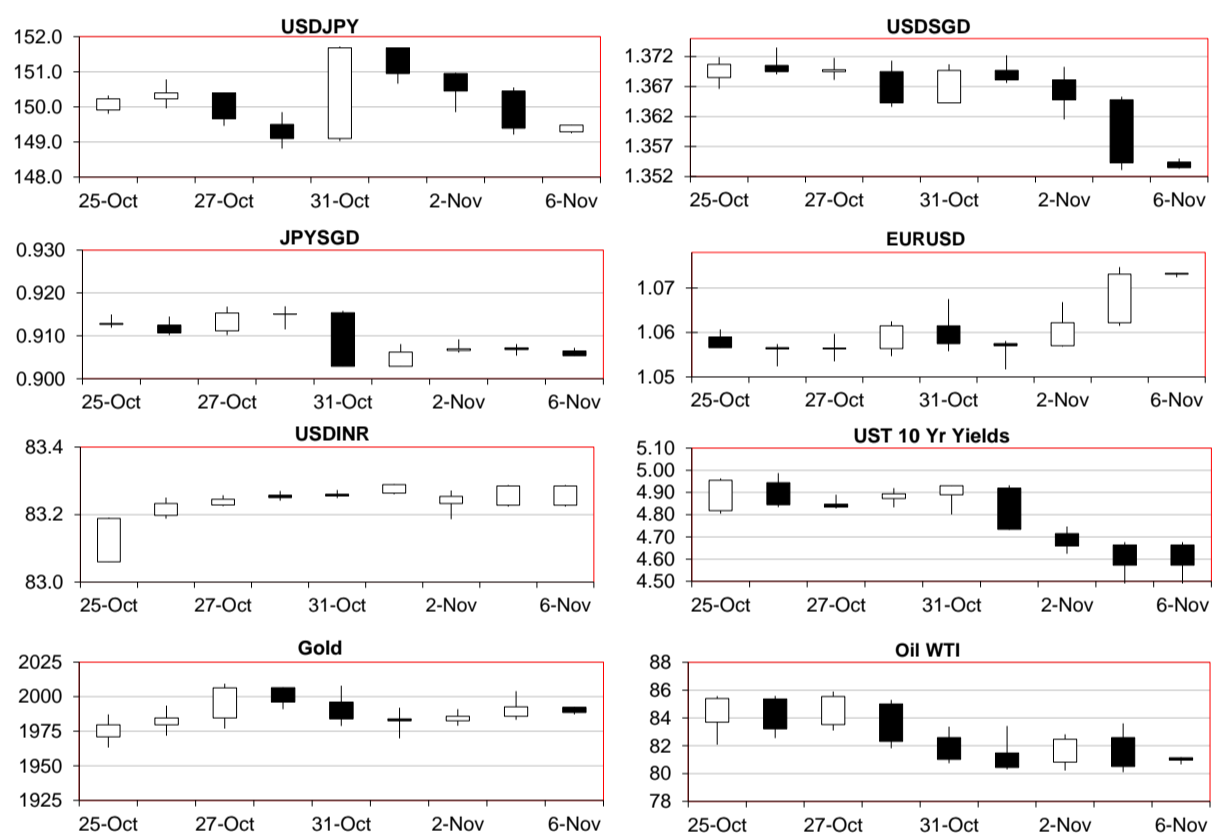 USDJPY
152.0
151.0
150.0
149.0
148.0
25-Oct 27-Oct 31-Oct 2-Nov 6-Nov
USDSGD
1.372
1.367
1.362
1.357
1.352
25-Oct 27-Oct 31-Oct 2-Nov 6-Nov
JPYSGD
0.930
0.920
0.910
0.900
25-Oct 27-Oct 31-Oct 2-Nov 6-Nov
EURUSD
1.07
1.06
1.05
25-Oct 27-Oct 31-Oct 2-Nov 6-Nov
USDINR
83.4
83.2
83.0
25-Oct 27-Oct 31-Oct 2-Nov 6-Nov
UST 10 Yr Yields
5.10
5.00
4.90
4.80
4.70
4.60
4.50
25-Oct 27-Oct 31-Oct 2-Nov 6-Nov
Gold
2025
2000
1975
1950
1925
25-Oct 27-Oct 31-Oct 2-Nov 6-Nov
Oil WTI
88
86
84
82
80
78
25-Oct 27-Oct 31-Oct 2-Nov 6-Nov